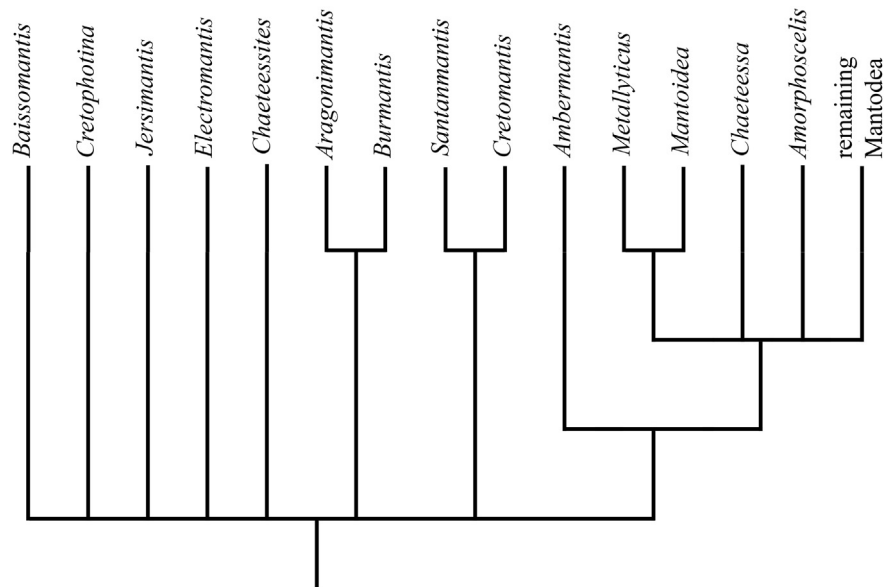 Baissomantis
Cretophotina
Jersimantis
Electromantis
Chaeteessites
Aragonimantis
Burmantis
Santanmantis
Cretomantis
Ambermantis
Metallyticus
Mantoidea
Chaeteessa
Amorphoscelis
remaining
Mantodea